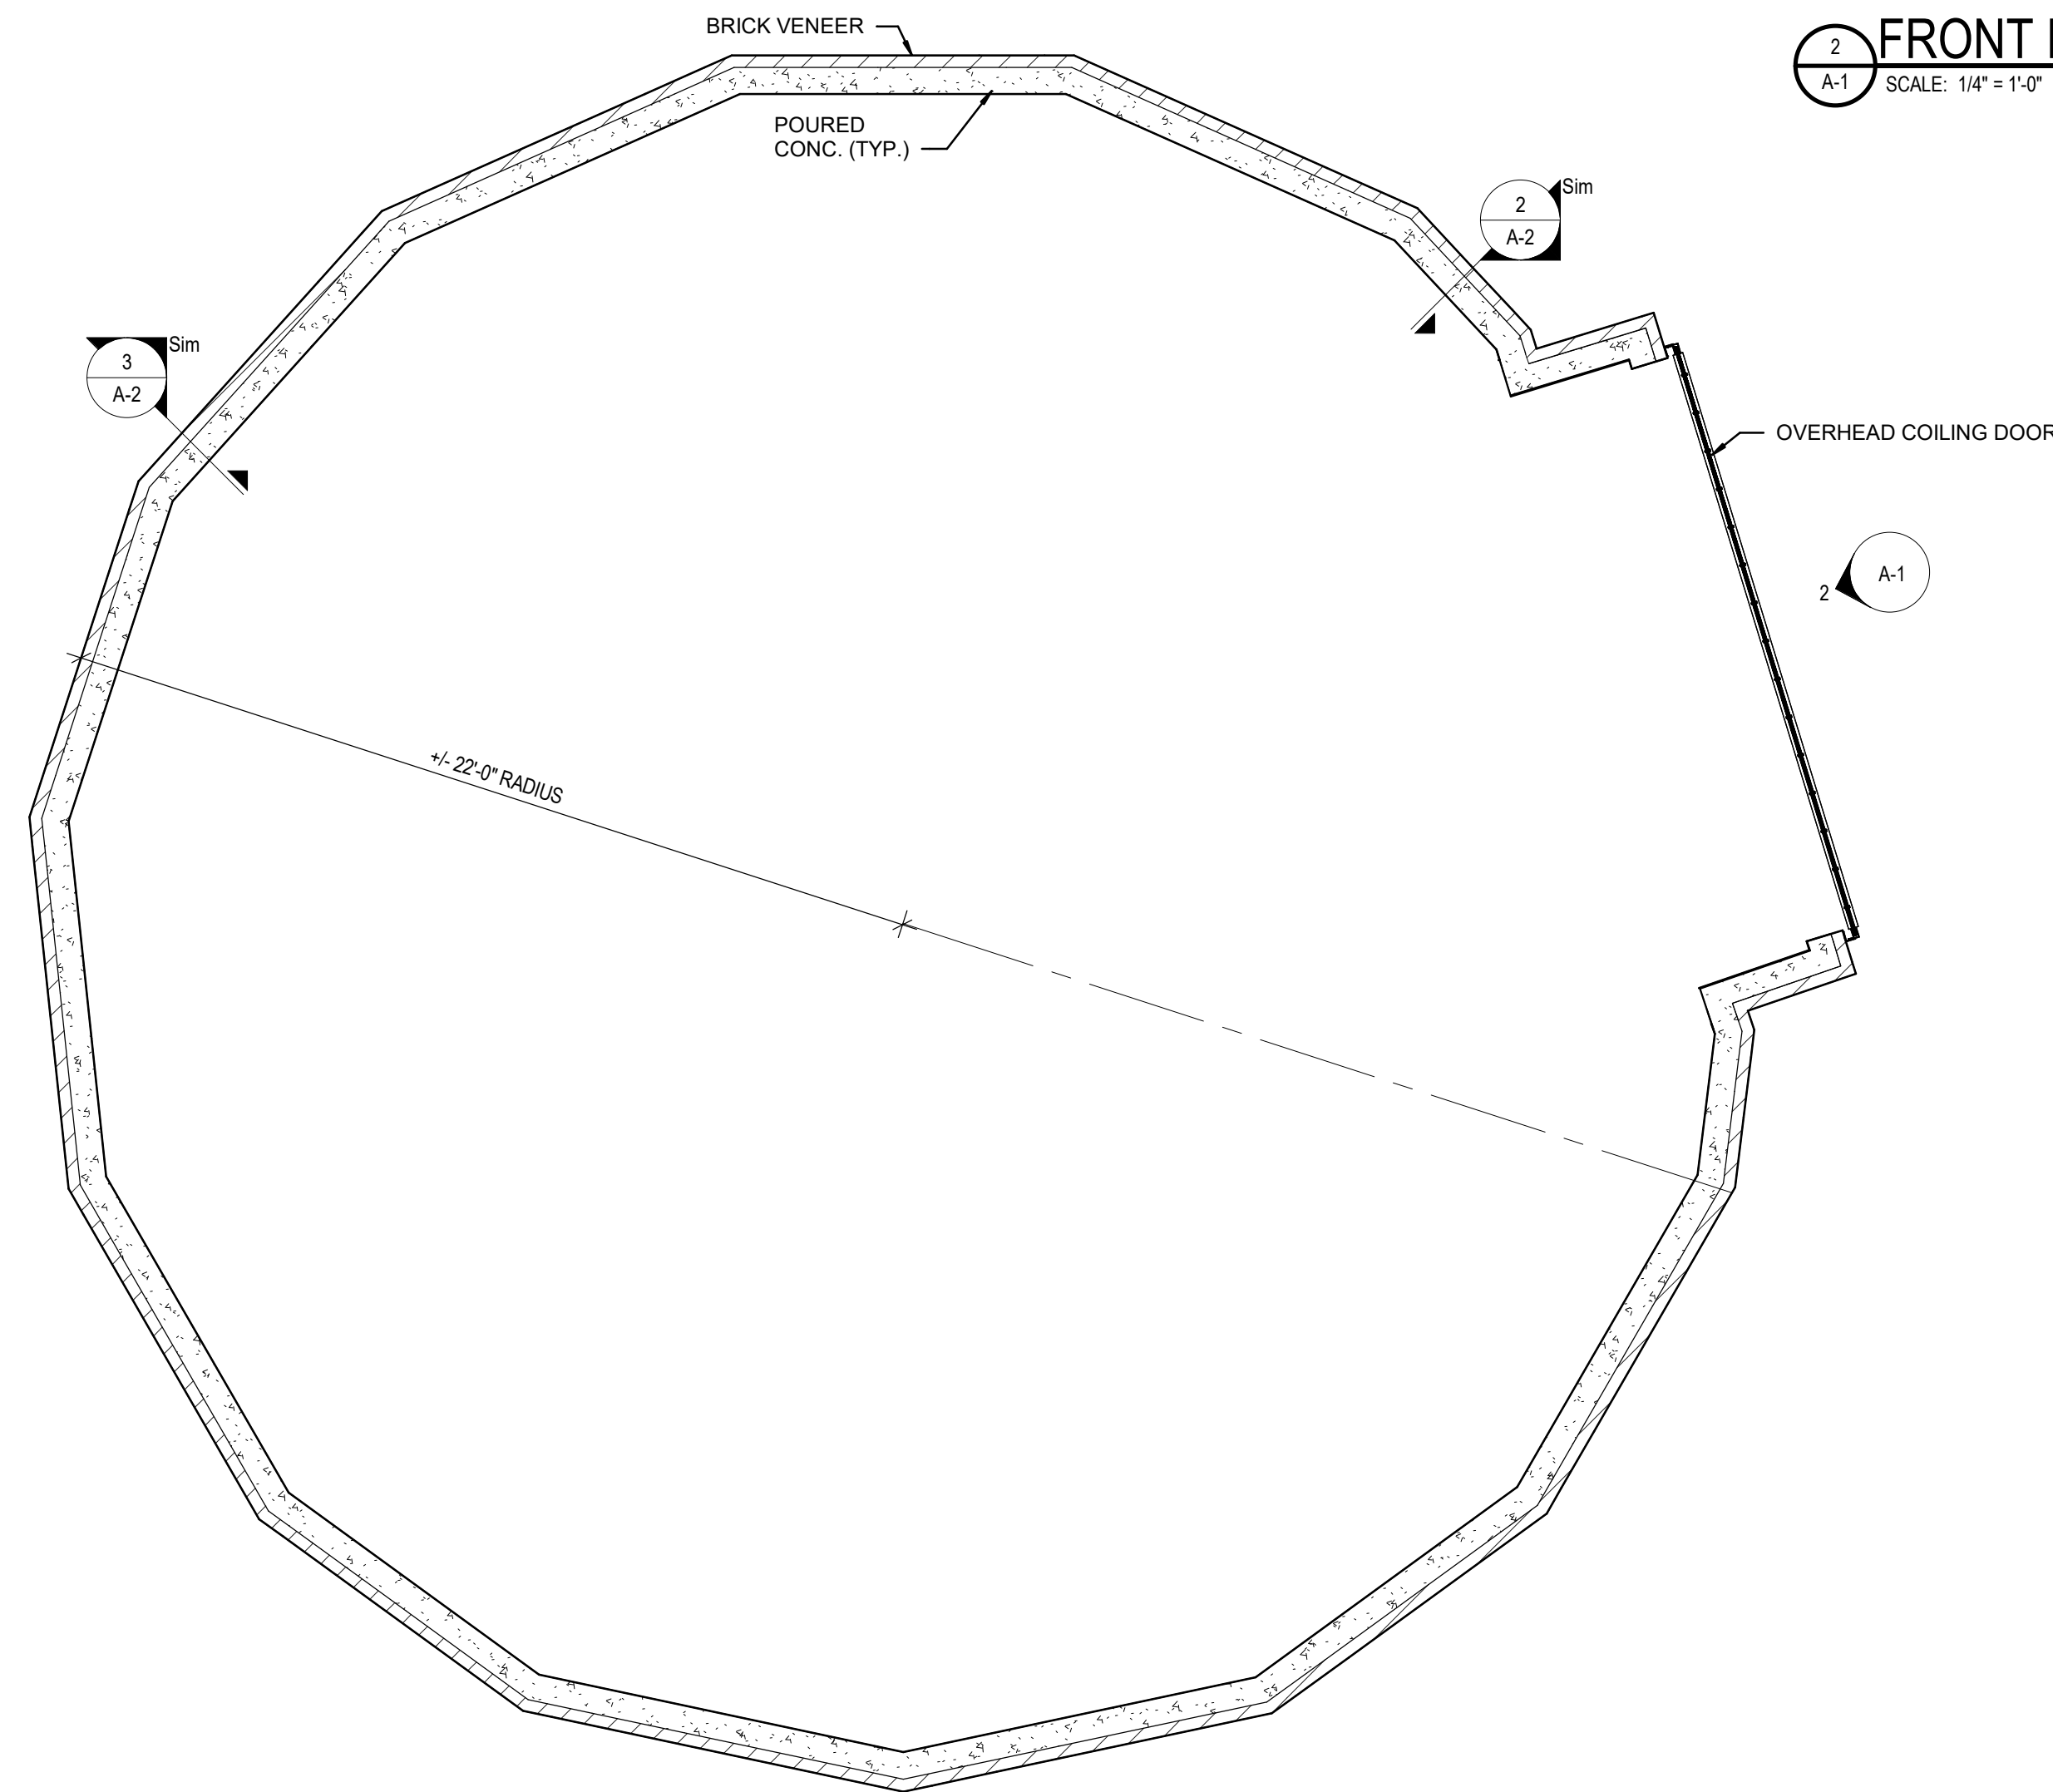 BRICK VENEER
2
A-1
FRONT
SCALE: 1/4" = 1'-0"
POURED
CONC. (TYP.)
2
A-2
Sim
3
A-2
Sim
OVERHEAD COILING DOOR
2
A-1
+/- 22'-0" RADIUS